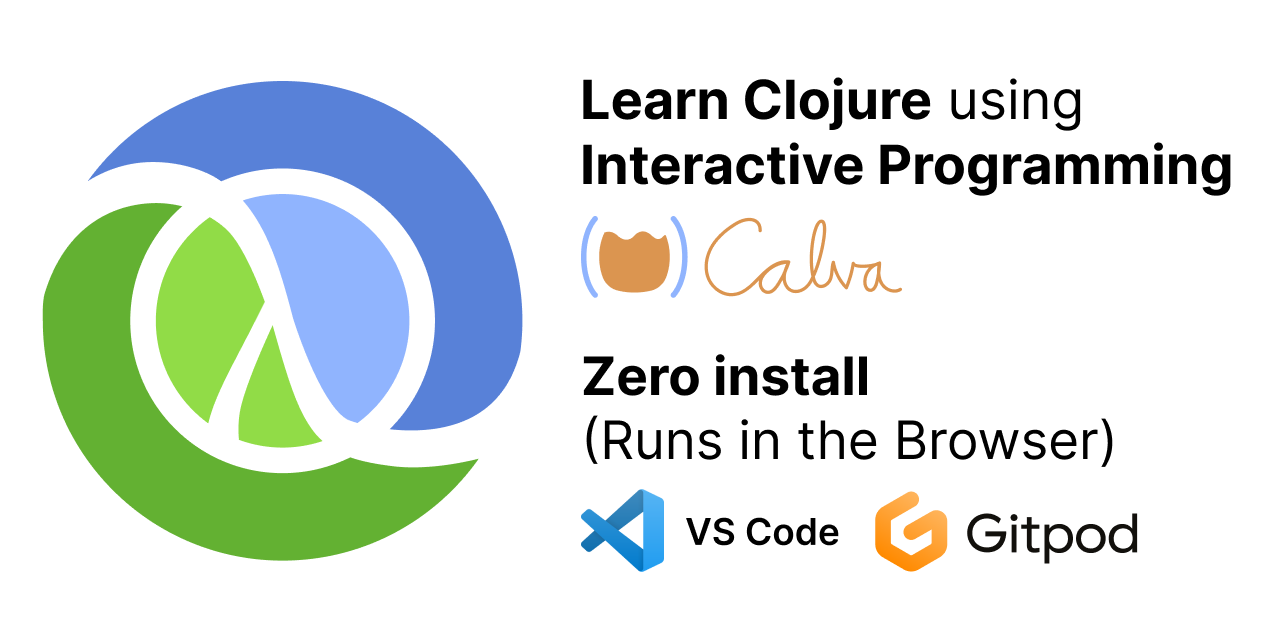 Learn Clojure using
Interactive Programming
Calva
Zero install
(Runs in the Browser)
VS Code Gitpod